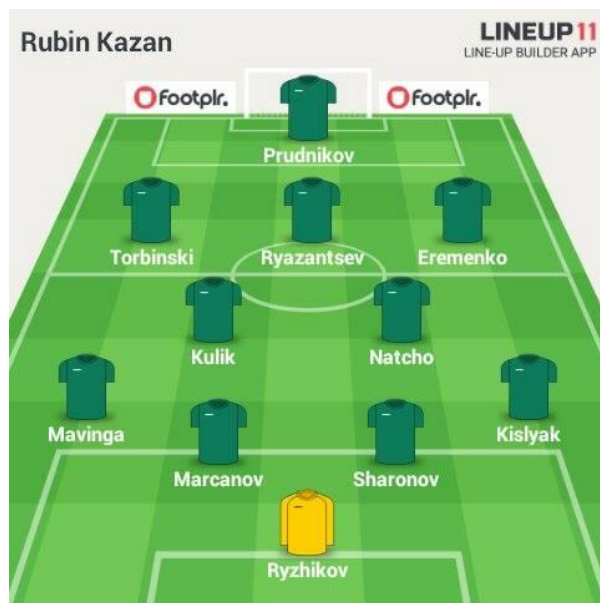 Rubin Kazan
LINEUP11
LINE-UP BUILDER APP
Footplr.
Footplr.
Prudnikov
Torbinski
Ryazantsev
Eremenko
Kulik
Natcho
Mavinga
Kislyak
Marcanov
Sharonov
Ryzhikov